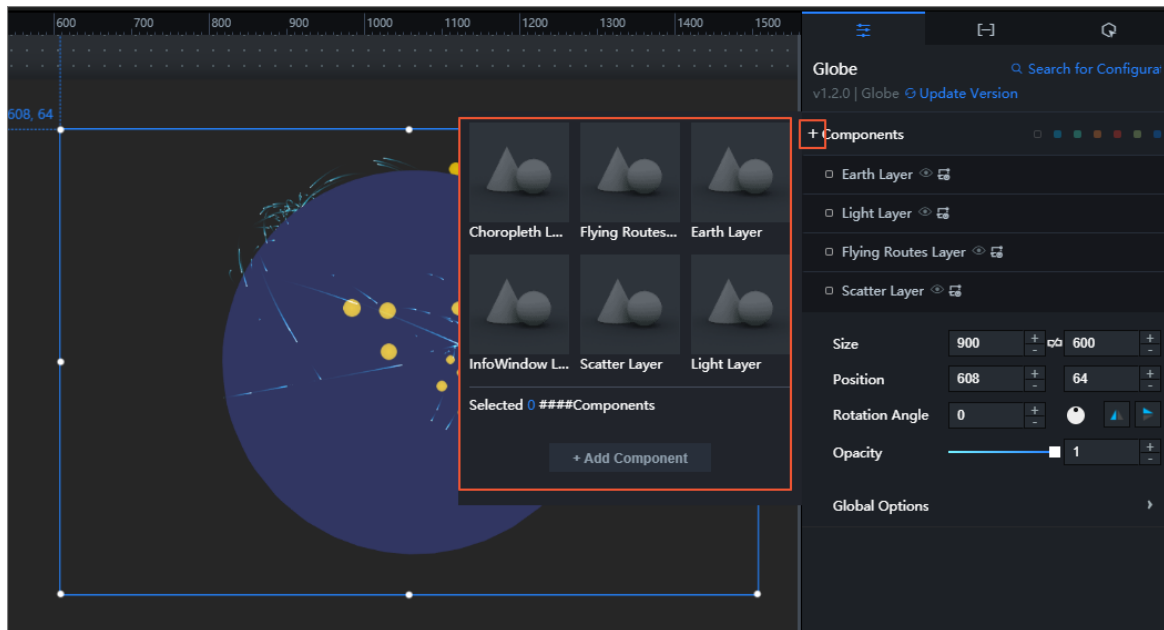 600 700 800 900 1000 1100 1200 1300 1400 1500
608, 64
Choropleth L... Flying Routes... Earth Layer
InfoWindow L... Scatter Layer Light Layer
Selected 0 ####Components
+ Add Component
Globe
Search for Configurat
v1.2.0 | Globe Update Version
+ Components
Earth Layer
Light Layer
Flying Routes Layer
Scatter Layer
Size 900 + - 600 + -
Position 608 + - 64 + -
Rotation Angle 0 + -
Opacity 1 + -
Global Options